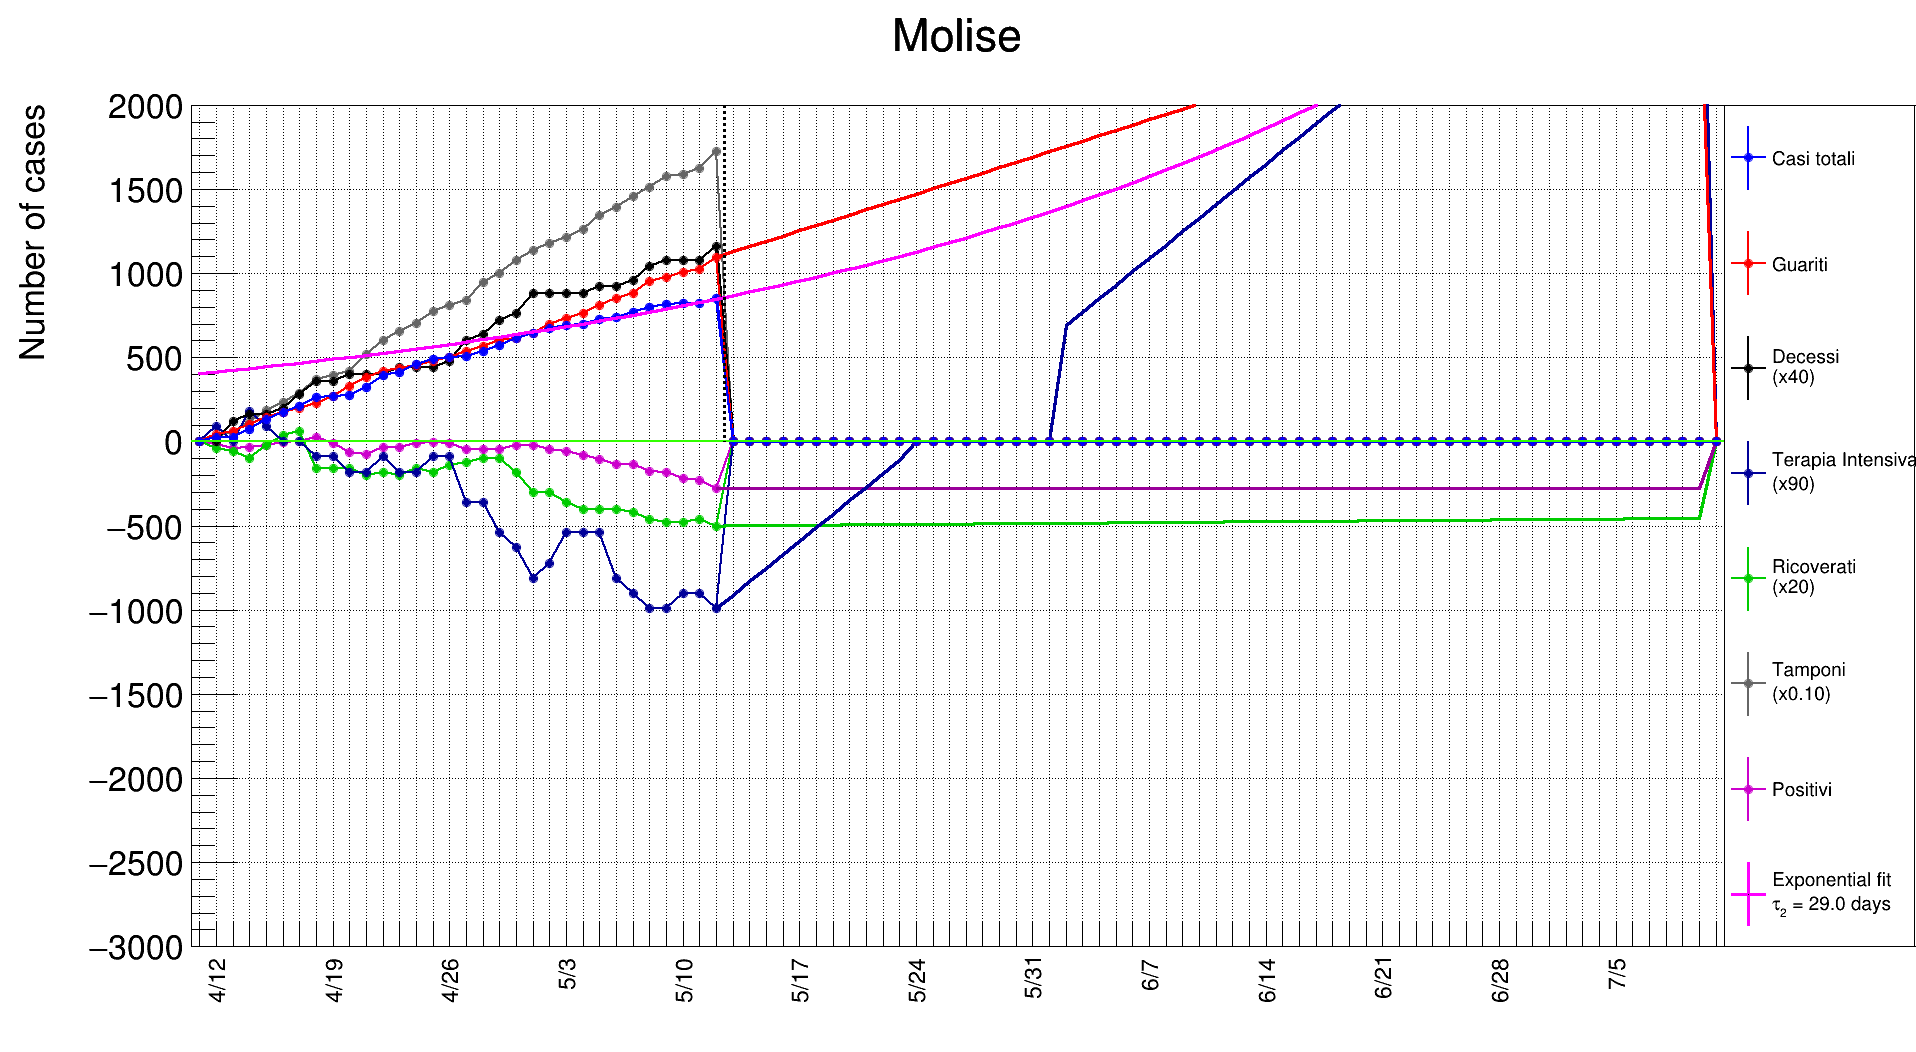 Molise
Number of cases
2000
1500
1000
500
0
−500
−1000
−1500
−2000
−2500
−3000
4/12
4/19
4/26
5/3
5/10
5/17
5/24
5/31
6/7
6/14
6/21
6/28
7/5
Casi totali
Guariti
Decessi
(x40)
Terapia Intensiva
(x90)
Ricoverati
(x20)
Tamponi
(x0.10)
Positivi
Exponential fit
τ2 = 29.0 days